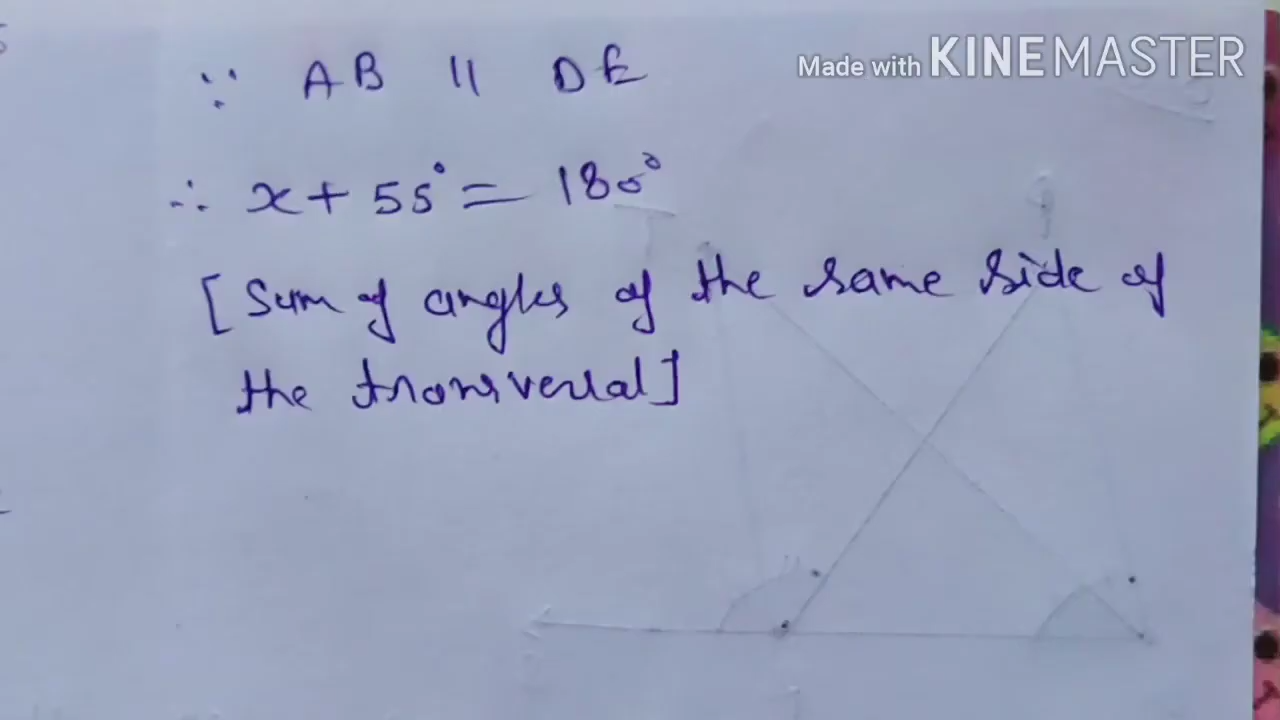 Made with KINEMASTER
∵ AB || DE
∴ x + 55° = 180°
[Sum of angles of the same side of
the transversal]